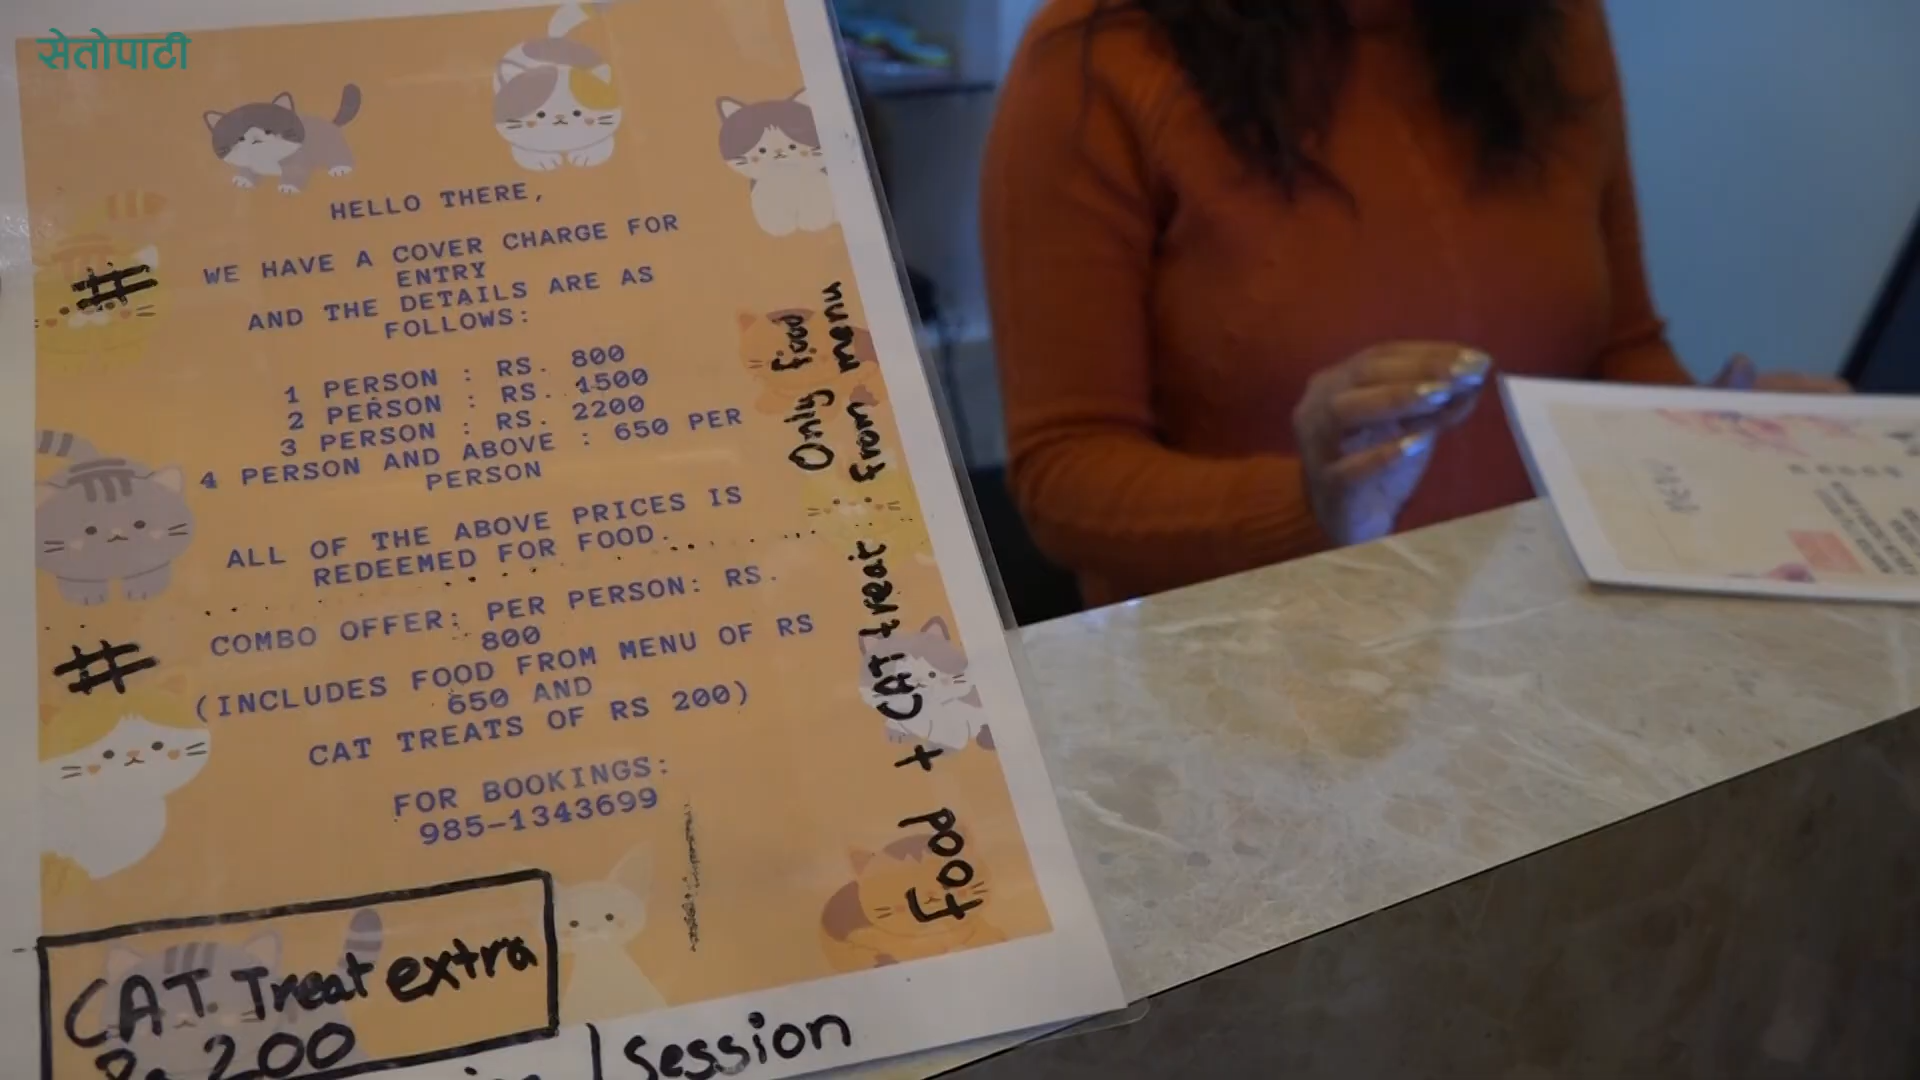 सेतोपाटी
HELLO THERE,
WE HAVE A COVER CHARGE FOR
ENTRY
AND THE DETAILS ARE AS
FOLLOWS:
1 PERSON : RS. 800
2 PERSON : RS. 1500
3 PERSON : RS. 2200
4 PERSON AND ABOVE : 650 PER
PERSON
ALL OF THE ABOVE PRICES IS
REDEEMED FOR FOOD.
COMBO OFFER: PER PERSON: RS.
800
(INCLUDES FOOD FROM MENU OF RS
650 AND
CAT TREATS OF RS 200)
FOR BOOKINGS:
985-1343699
#
#
Only food
from menu
Food + CAT treat
CAT Treat extra
Rs 200
Session